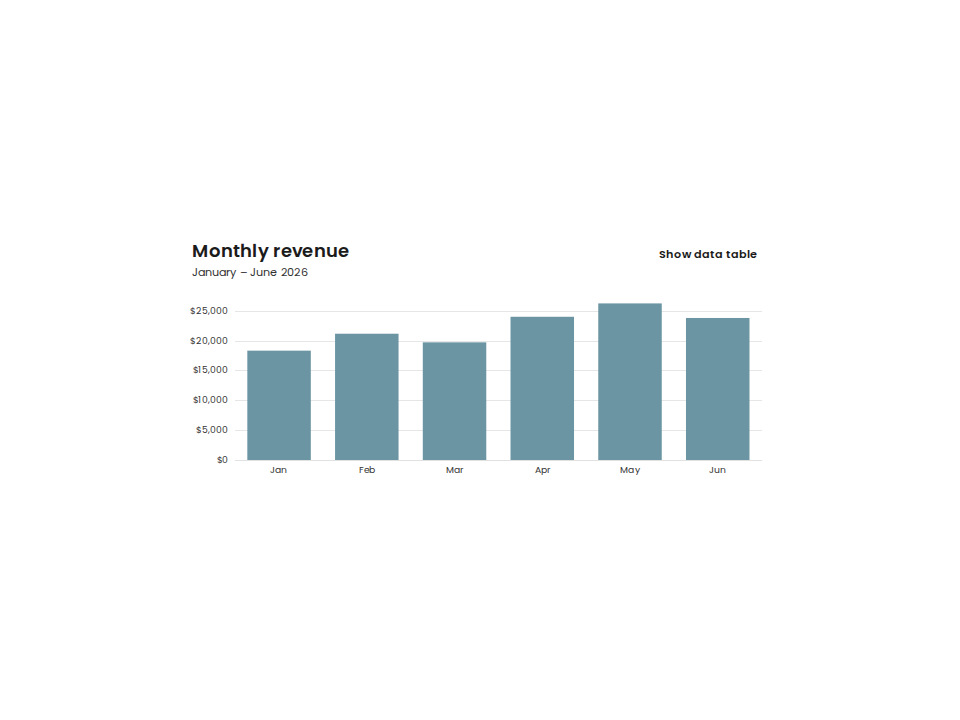 Monthly revenue
Show data table
January – June 2026
$25,000
$20,000
$15,000
$10,000
$5,000
$0
Jan Feb Mar Apr May Jun